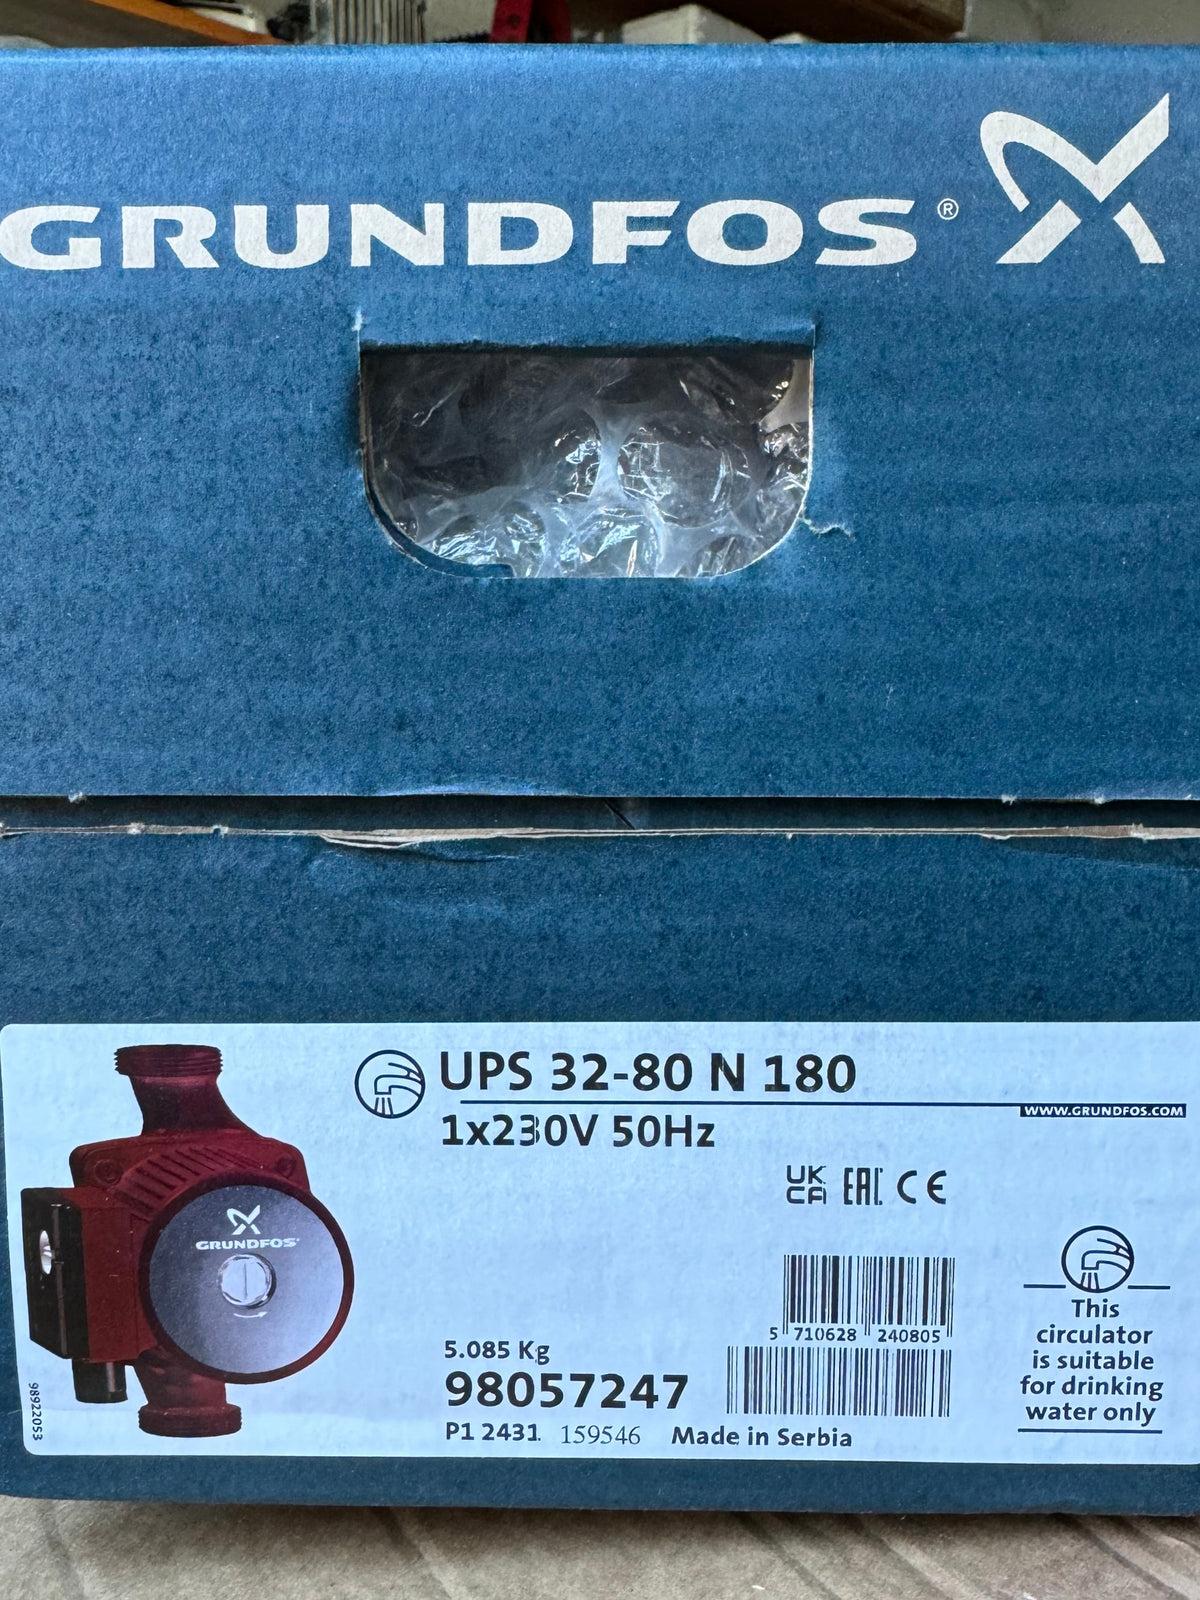 GRUNDFOS®
UPS 32-80 N 180
WWW.GRUNDFOS.COM
1x230V 50Hz
UK
CA EAC CE
GRUNDFOS
5 710628 240805
This
circulator
is suitable
for drinking
water only
5.085 Kg
98057247
P1 2431 159546 Made in Serbia
98922053